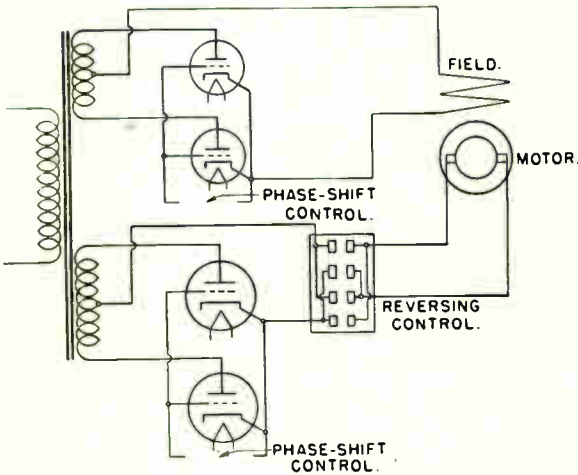 FIELD.
MOTOR.
PHASE-SHIFT
CONTROL.
REVERSING
CONTROL.
PHASE-SHIFT
CONTROL.